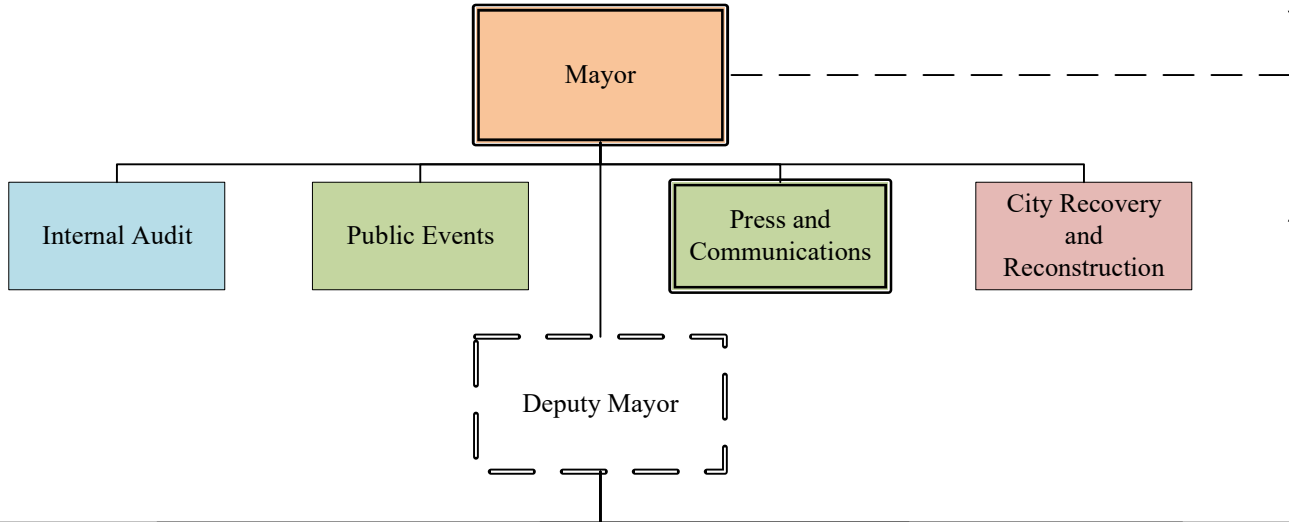 Mayor
Internal Audit
Public Events
Press and
Communications
City Recovery
and
Reconstruction
Deputy Mayor